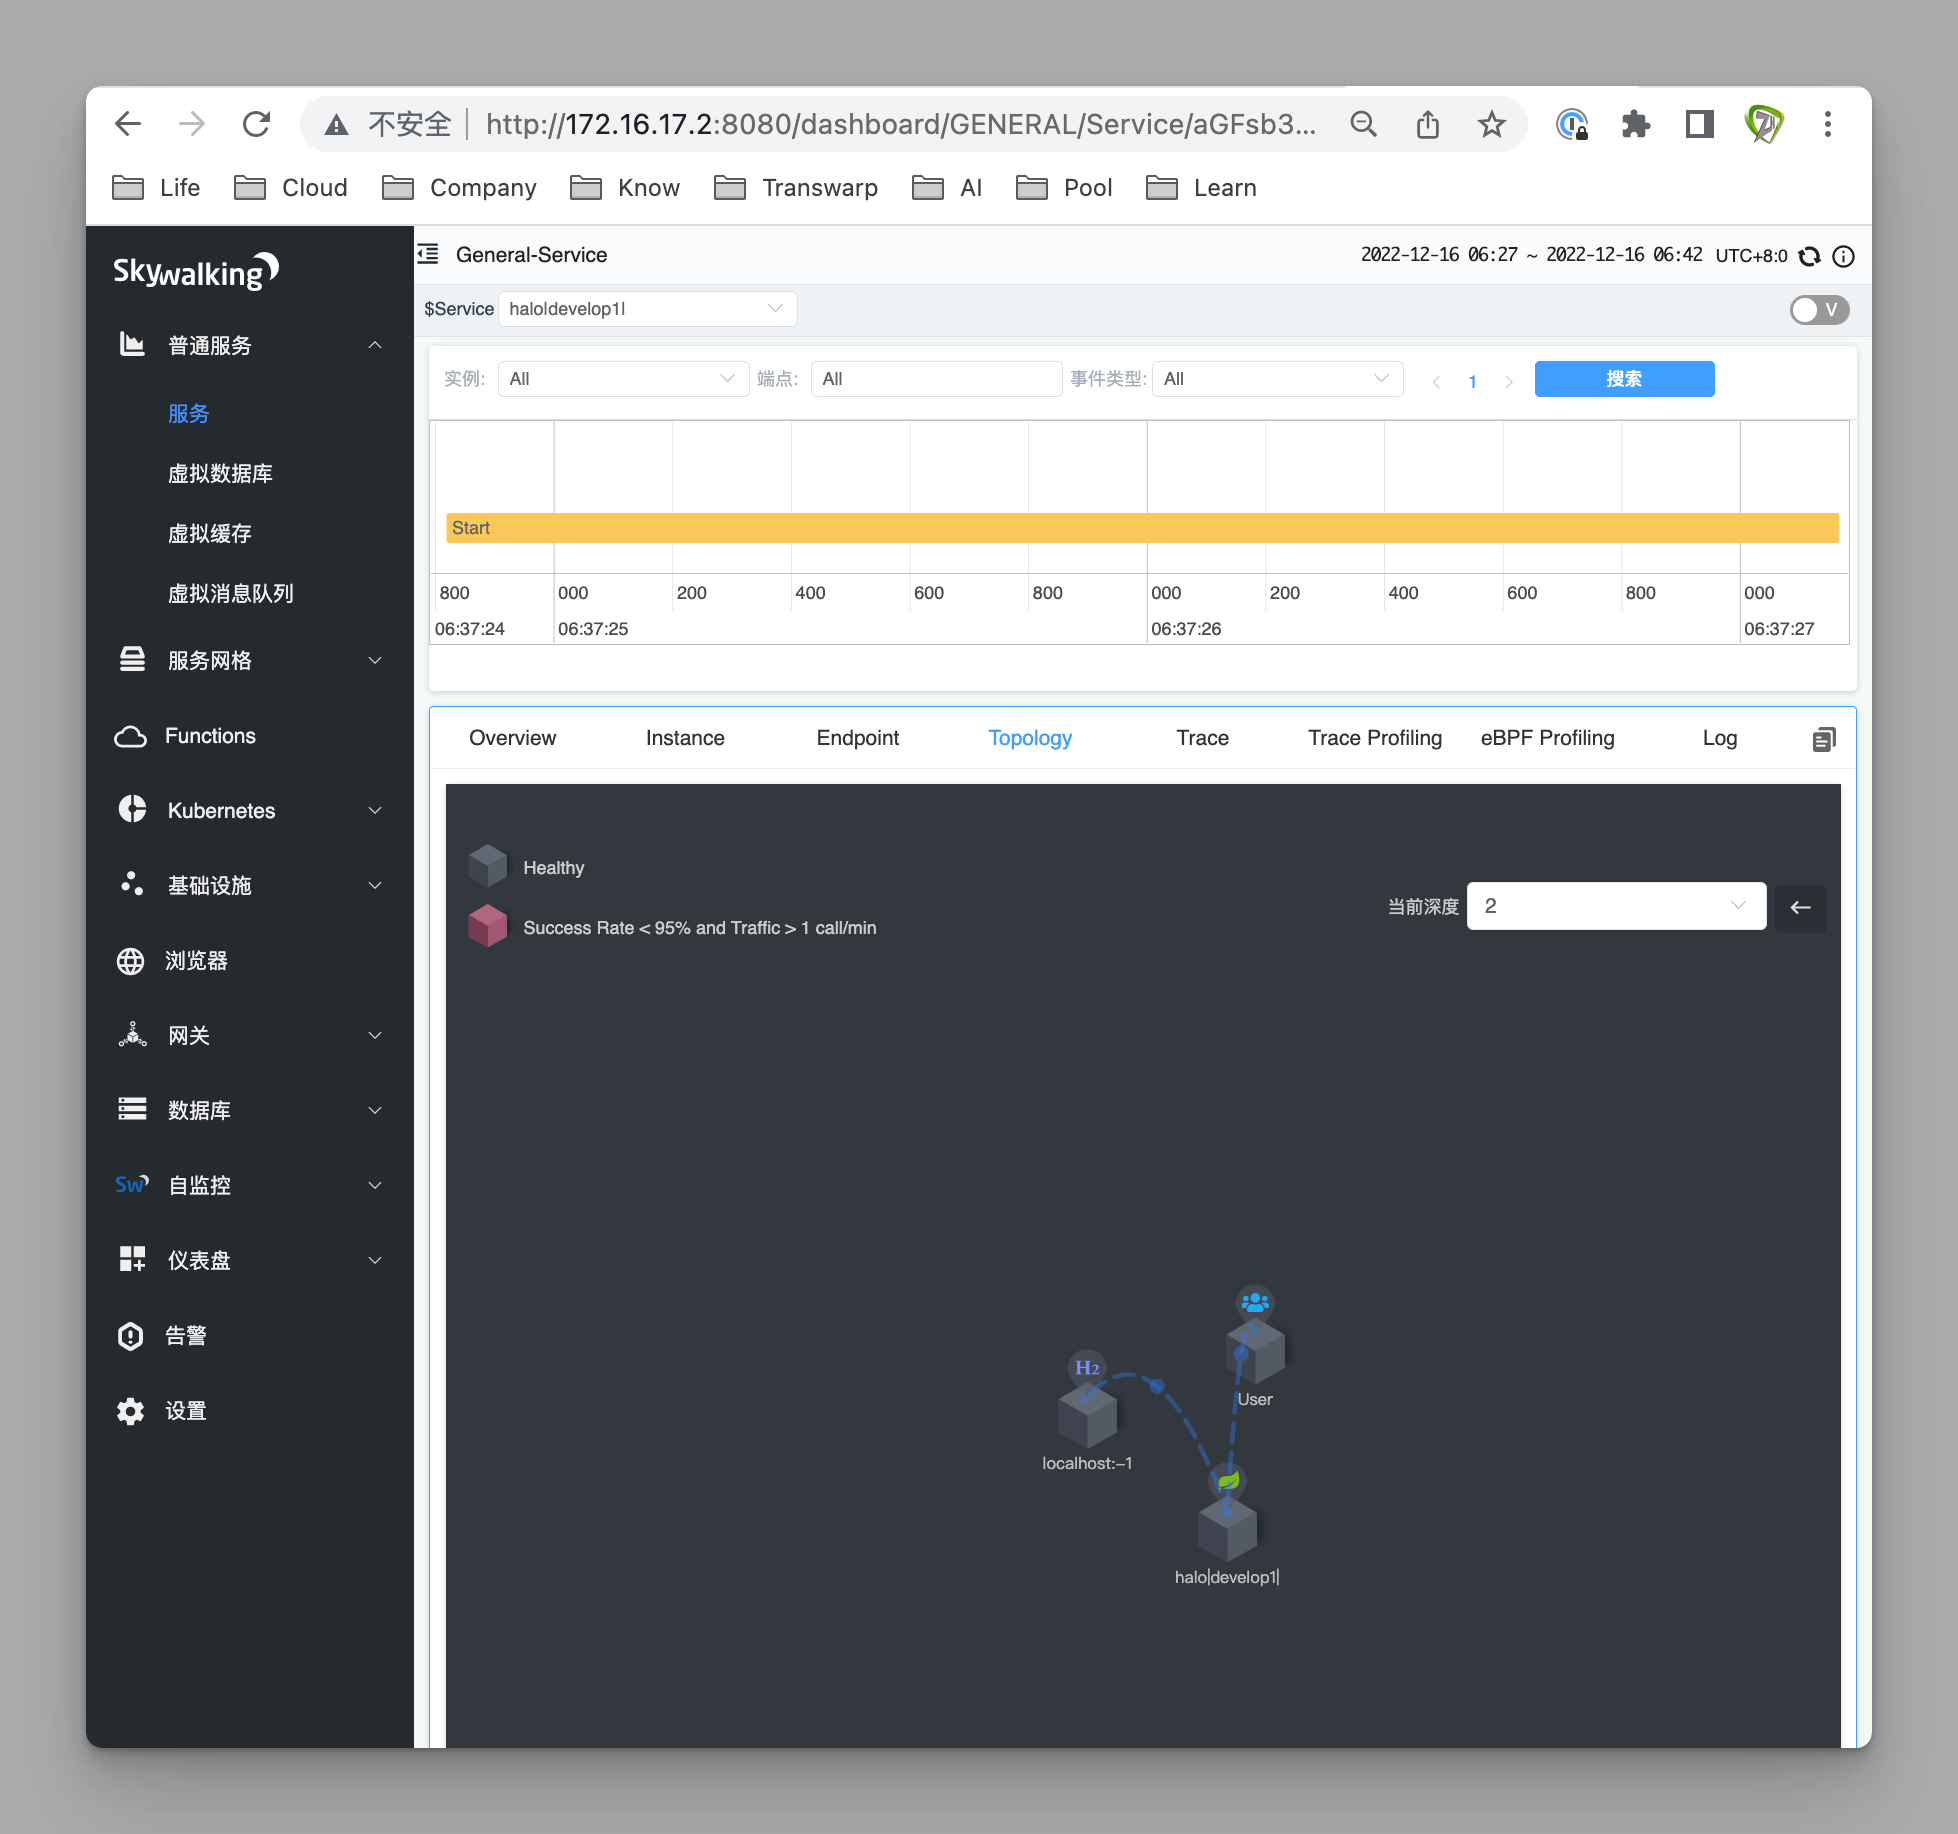 不安全 http://172.16.17.2:8080/dashboard/GENERAL/Service/aGFsb3...
Life Cloud Company Know Transwarp AI Pool Learn
Skywalking
General-Service 2022-12-16 06:27 ~ 2022-12-16 06:42 UTC+8:0
$Service halo|develop1| V
普通服务
服务
虚拟数据库
虚拟缓存
虚拟消息队列
服务网格
Functions
Kubernetes
基础设施
浏览器
网关
数据库
Sw 自监控
仪表盘
告警
设置
实例: All 端点: All 事件类型: All 1 搜索
Start
800 000 200 400 600 800 000 200 400 600 800 000
06:37:24 06:37:25 06:37:26 06:37:27
Overview Instance Endpoint Topology Trace Trace Profiling eBPF Profiling Log
Healthy
Success Rate < 95% and Traffic > 1 call/min
当前深度 2
User
H2
localhost:-1
halo|develop1|